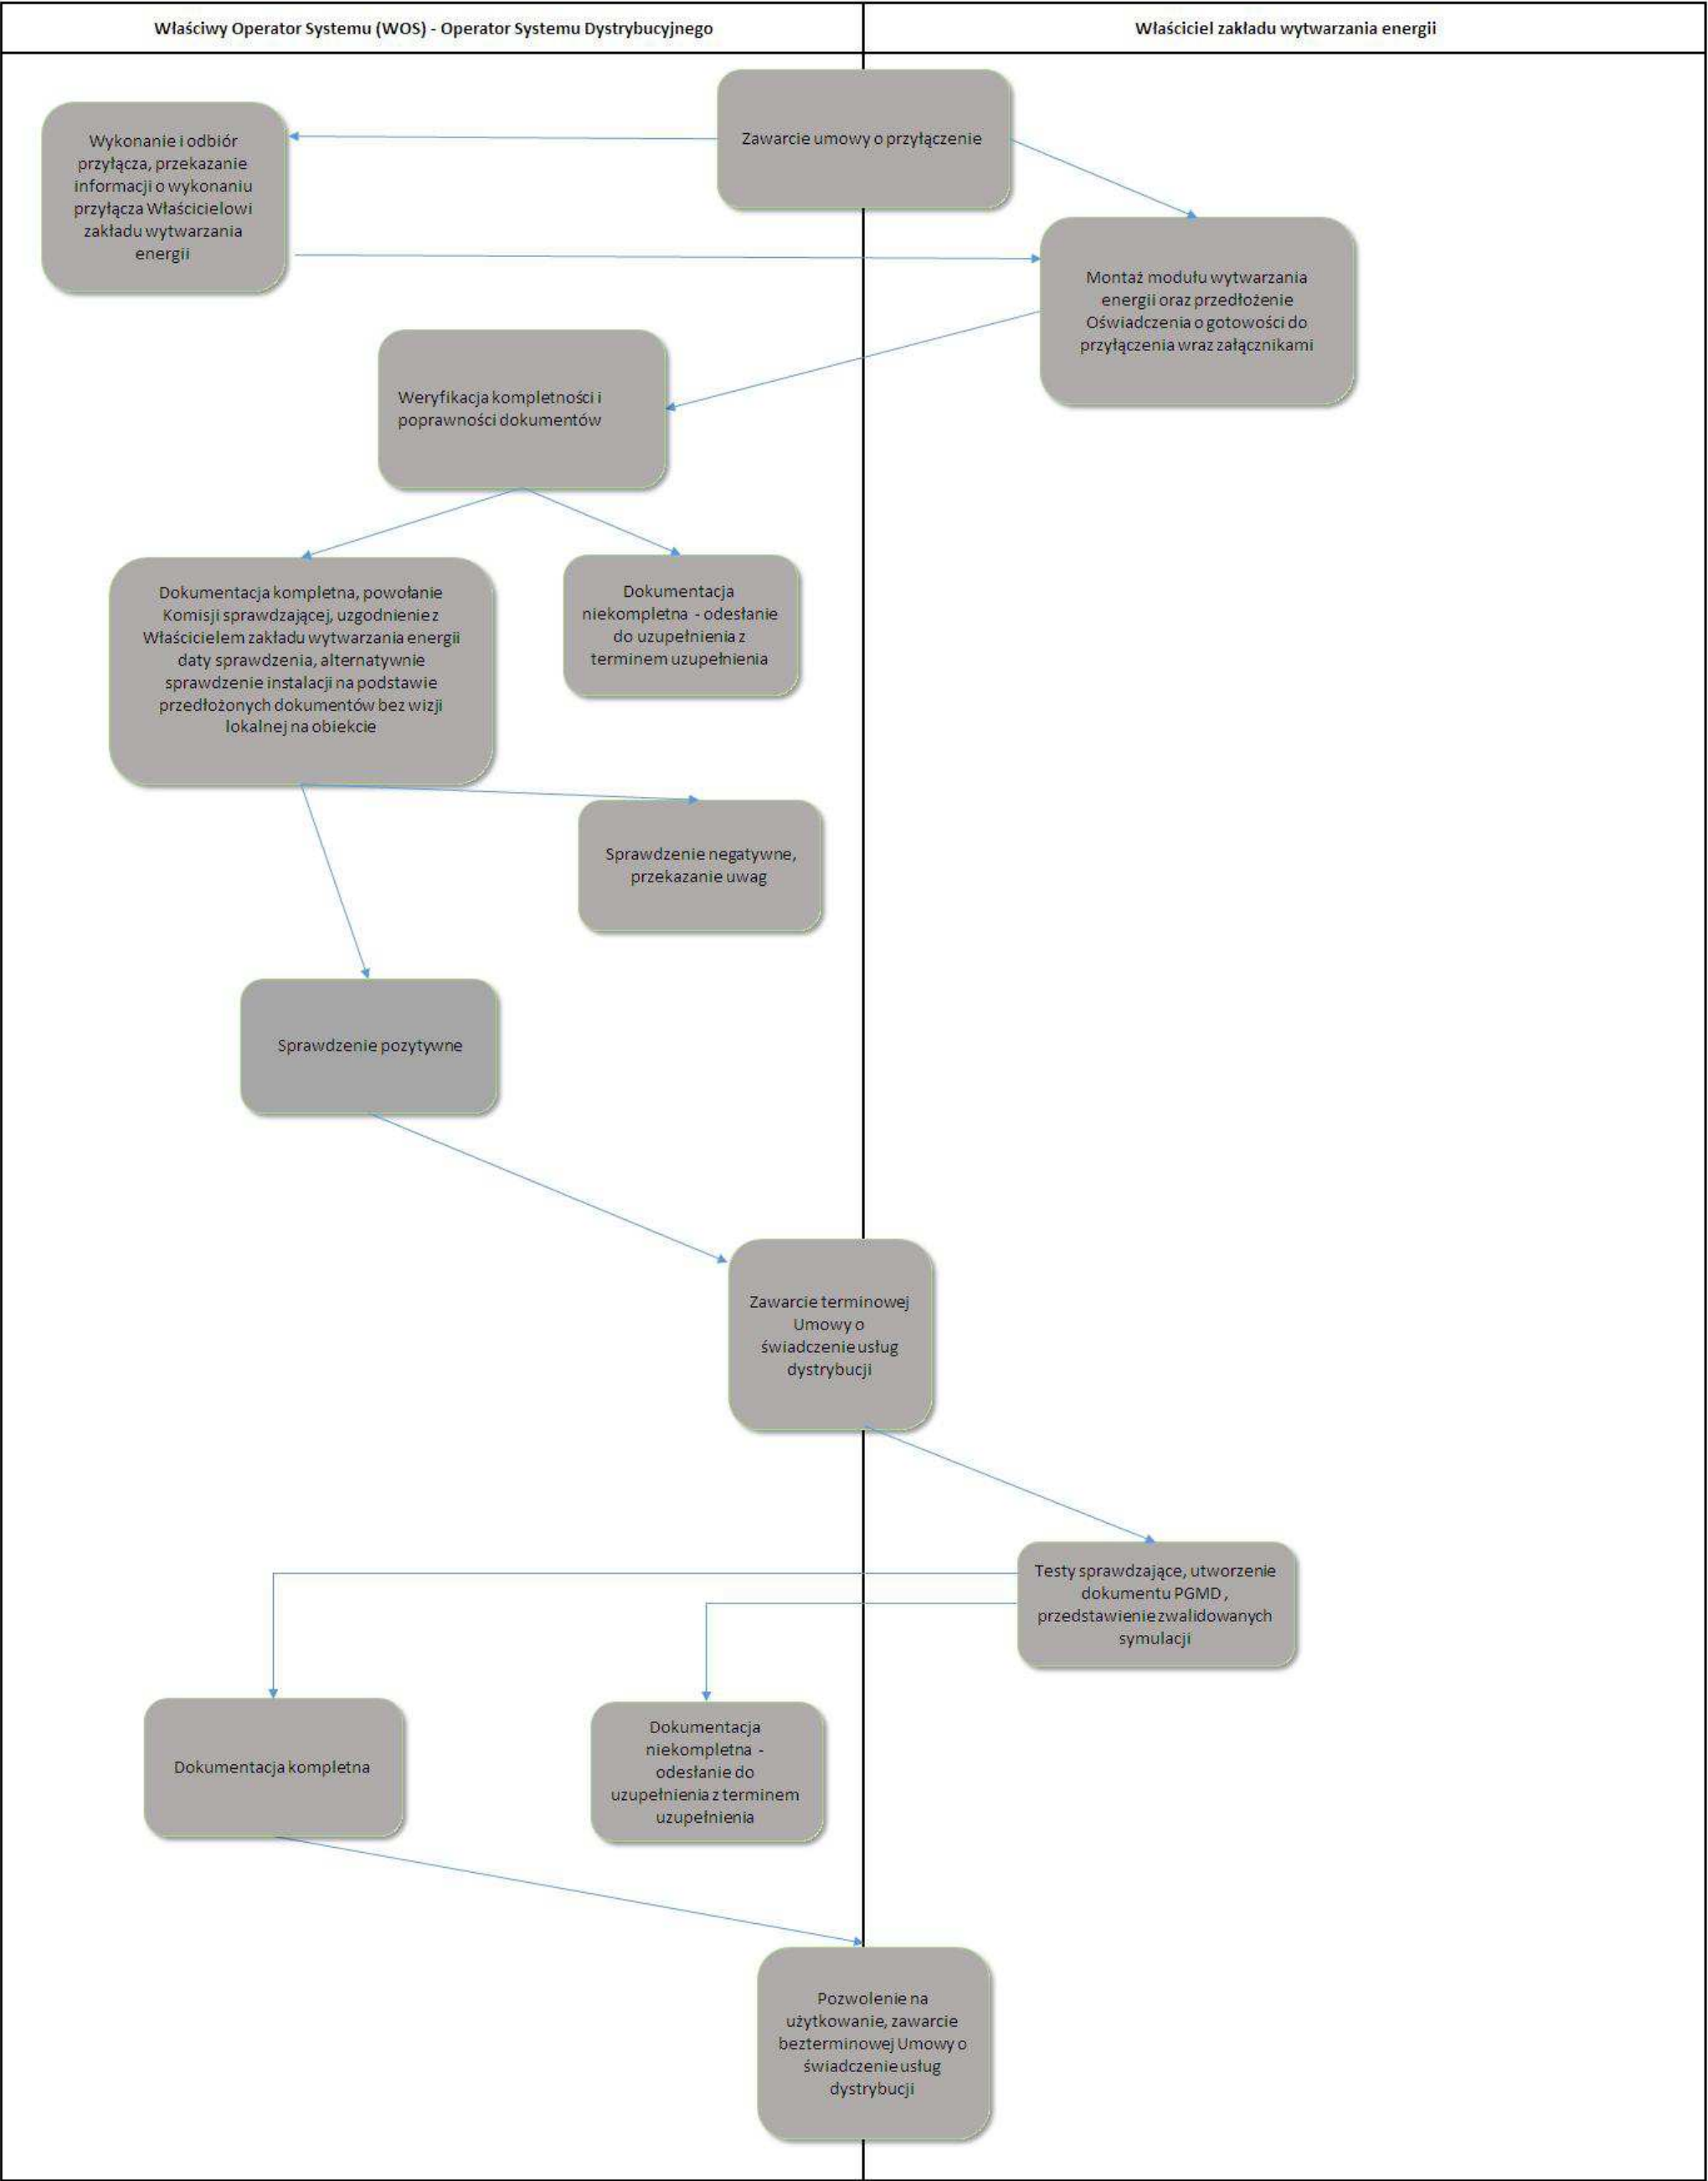 Właściwy Operator Systemu (WOS) - Operator Systemu Dystrybucyjnego
Właściciel zakładu wytwarzania energii
Zawarcie umowy o przyłączenie
Wykonanie i odbiór
przyłącza, przekazanie
informacji o wykonaniu
przyłącza Właścicielowi
zakładu wytwarzania
energii
Montaż modułu wytwarzania
energii oraz przedłożenie
Oświadczenia o gotowości do
przyłączenia wraz załącznikami
Weryfikacja kompletności i
poprawności dokumentów
Dokumentacja kompletna, powołanie
Komisji sprawdzającej, uzgodnienie z
Właścicielem zakładu wytwarzania energii
daty sprawdzenia, alternatywnie
sprawdzenie instalacji na podstawie
przedłożonych dokumentów bez wizji
lokalnej na obiekcie
Dokumentacja
niekompletna - odesłanie
do uzupełnienia z
terminem uzupełnienia
Sprawdzenie negatywne,
przekazanie uwag
Sprawdzenie pozytywne
Zawarcie terminowej
Umowy o
świadczenie usług
dystrybucji
Testy sprawdzające, utworzenie
dokumentu PGMD ,
przedstawienie zwalidowanych
symulacji
Dokumentacja kompletna
Dokumentacja
niekompletna -
odesłanie do
uzupełnienia z terminem
uzupełnienia
Pozwolenie na
użytkowanie, zawarcie
bezterminowej Umowy o
świadczenie usług
dystrybucji